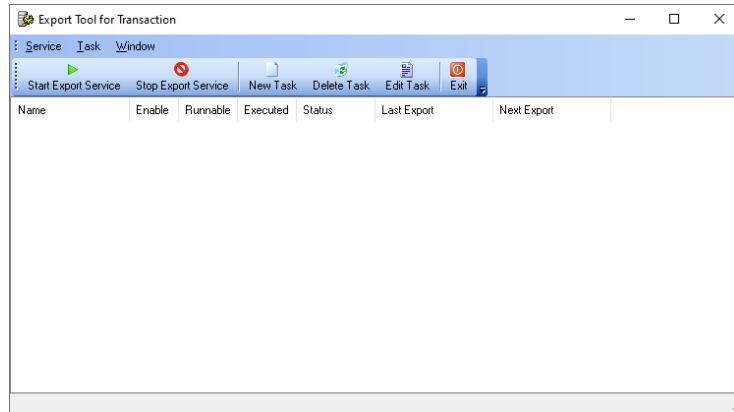 Export Tool for Transaction
Service Task Window
Start Export Service Stop Export Service New Task Delete Task Edit Task Exit
Name Enable Runnable Executed Status Last Export Next Export